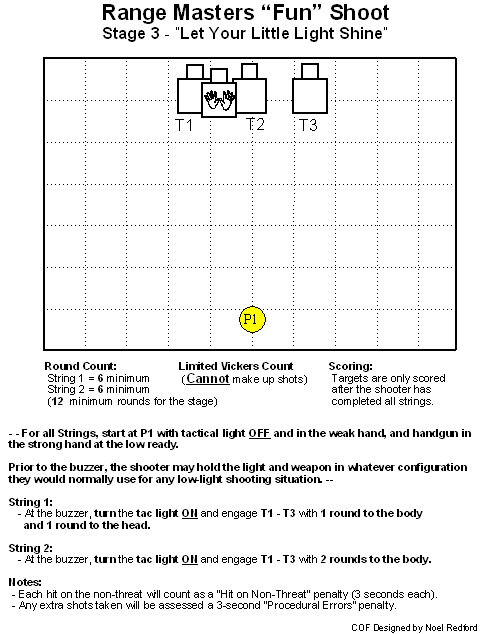 Range Masters “Fun” Shoot
Stage 3 - "Let Your Little Light Shine"
T1 T2 T3
P1
Round Count: Limited Vickers Count Scoring:
String 1 = 6 minimum (Cannot make up shots) Targets are only scored
String 2 = 6 minimum after the shooter has
(12 minimum rounds for the stage) completed all strings.
- - For all Strings, start at P1 with tactical light OFF and in the weak hand, and handgun in
the strong hand at the low ready.
Prior to the buzzer, the shooter may hold the light and weapon in whatever configuration
they would normally use for any low-light shooting situation. --
String 1:
- At the buzzer, turn the tac light ON and engage T1 - T3 with 1 round to the body
and 1 round to the head.
String 2:
- At the buzzer, turn the tac light ON and engage T1 - T3 with 2 rounds to the body.
Notes:
- Each hit on the non-threat will count as a "Hit on Non-Threat" penalty (3 seconds each).
- Any extra shots taken will be assessed a 3-second "Procedural Errors" penalty.
COF Designed by Noel Redford